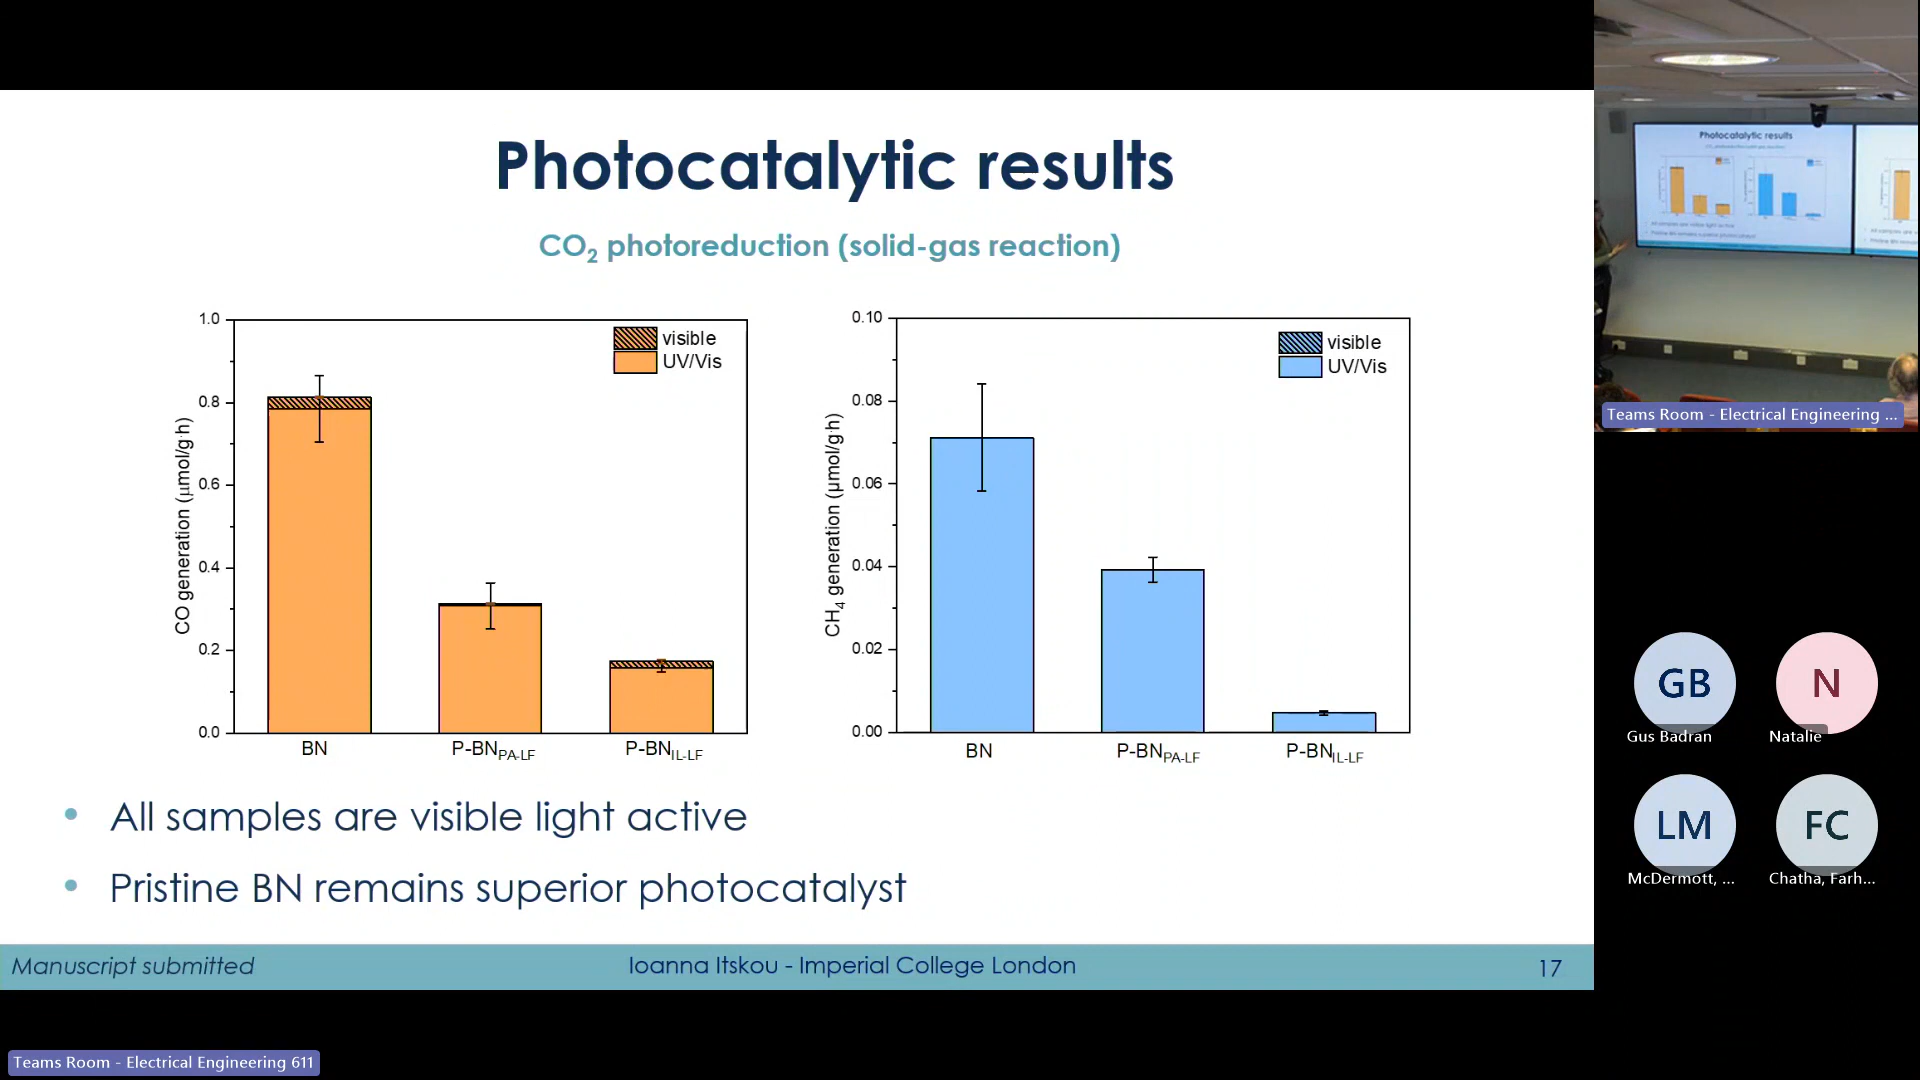 Photocatalytic results
CO₂ photoreduction (solid-gas reaction)
CO generation (µmol/g·h)
1.0
0.8
0.6
0.4
0.2
0.0
visible
UV/Vis
BN
P-BN_PA-LF
P-BN_IL-LF
CH₄ generation (µmol/g·h)
0.10
0.08
0.06
0.04
0.02
0.00
visible
UV/Vis
BN
P-BN_PA-LF
P-BN_IL-LF
• All samples are visible light active
• Pristine BN remains superior photocatalyst
Manuscript submitted
Ioanna Itskou - Imperial College London
17
Teams Room - Electrical Engineering 611
Photocatalytic results
Teams Room - Electrical Engineering ...
GB
Gus Badran
N
Natalie
LM
McDermott, ...
FC
Chatha, Farh...